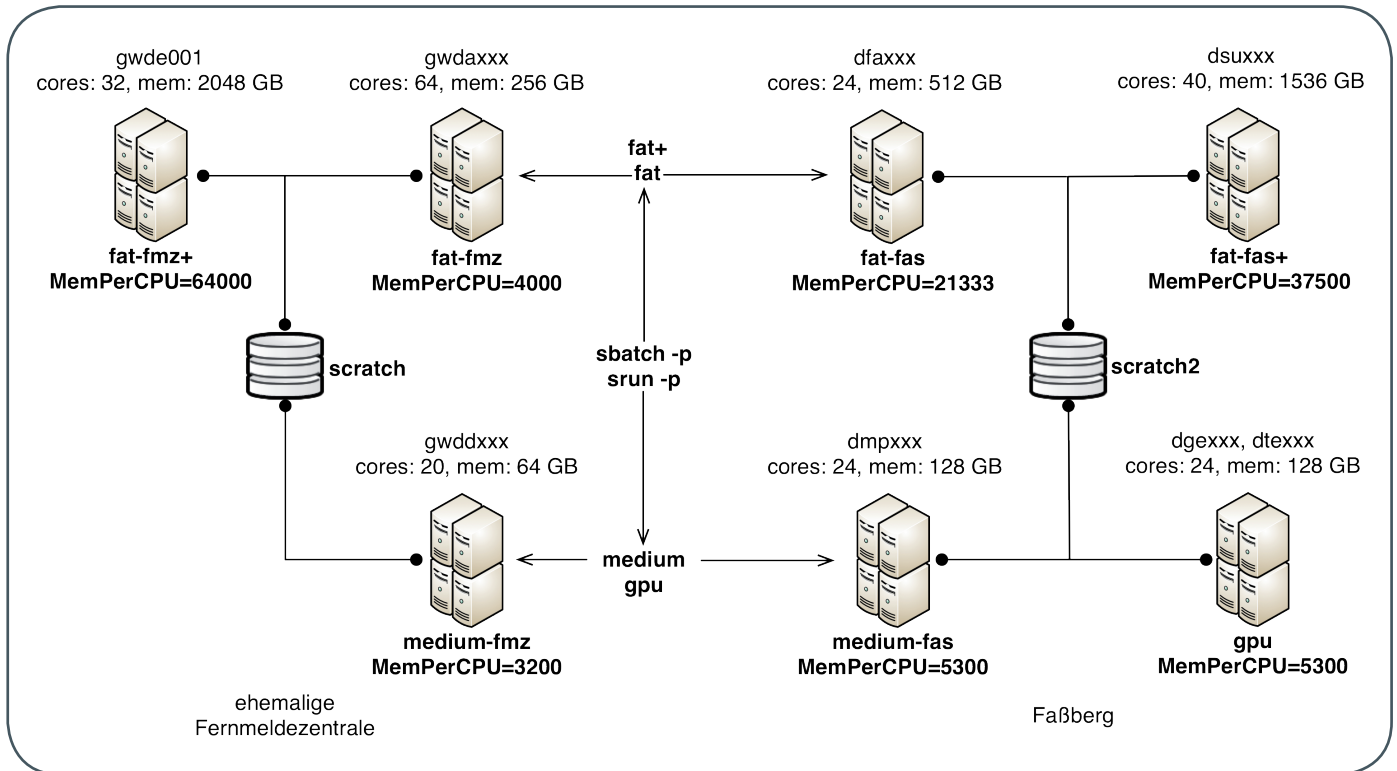 gwde001
cores: 32, mem: 2048 GB
gwdaxxx
cores: 64, mem: 256 GB
dfaxxx
cores: 24, mem: 512 GB
dsuxxx
cores: 40, mem: 1536 GB
fat+
fat
fat-fmz+
MemPerCPU=64000
fat-fmz
MemPerCPU=4000
fat-fas
MemPerCPU=21333
fat-fas+
MemPerCPU=37500
scratch
sbatch -p
srun -p
scratch2
gwddxxx
cores: 20, mem: 64 GB
dmpxxx
cores: 24, mem: 128 GB
dgexxx, dtexxx
cores: 24, mem: 128 GB
medium
gpu
medium-fmz
MemPerCPU=3200
medium-fas
MemPerCPU=5300
gpu
MemPerCPU=5300
ehemalige
Fernmeldezentrale
Faßberg